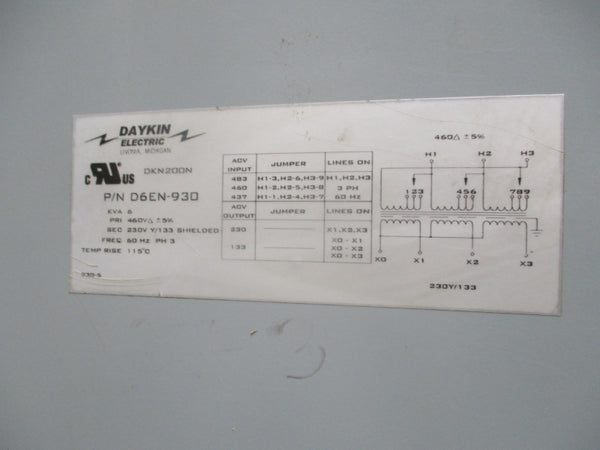 DAYKIN
ELECTRIC
LIVONIA, MICHIGAN
C RU US
DKN200N
P/N D6EN-930
KVA 6
PRI 460V△ ±5%
SEC 230Y Y/133 SHIELDED
FREQ 60 HZ PH 3
TEMP RISE 115°C
930-5
ACV INPUT JUMPER LINES ON
483 H1-3,H2-6,H3-9 H1,H2,H3
460 H1-2,H2-5,H3-8 3 PH
437 H1-1,H2-4,H3-7 60 HZ
ACV OUTPUT JUMPER LINES ON
230 X1,X2,X3
133 X0 - X1
X0 - X2
X0 - X3
460△ ±5%
H1 H2 H3
123 456 789
X0 X1 X2 X3
230Y/133